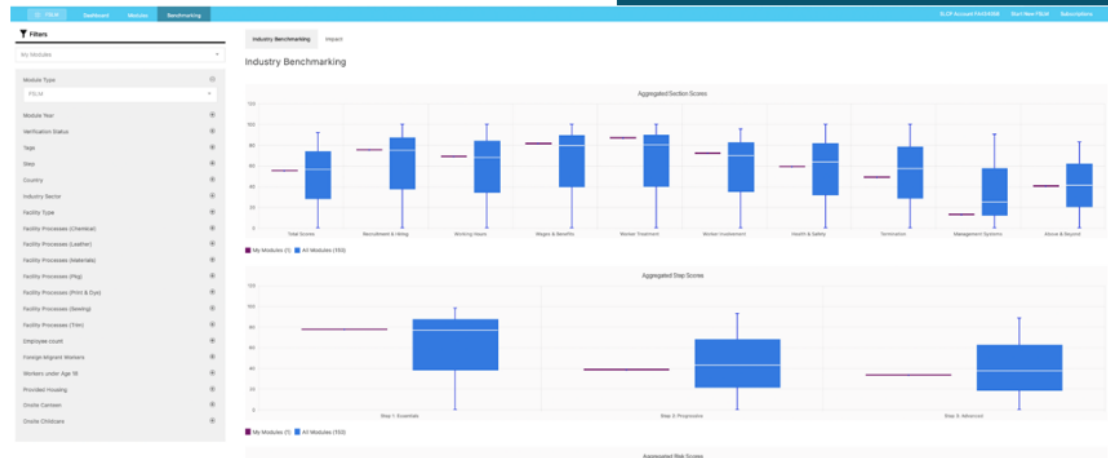 FSLM Dashboard Modules Benchmarking
SLCP Account FA104058 Start New FSLM Subscriptions
Filters
My Modules
Module Type
FSLM
Module Year
Verification Status
Tags
Step
Country
Industry Sector
Facility Type
Facility Processes (Chemical)
Facility Processes (Leather)
Facility Processes (Materials)
Facility Processes (Pkg)
Facility Processes (Print & Dye)
Facility Processes (Sewing)
Facility Processes (Trim)
Employee count
Foreign Migrant Workers
Workers under Age 18
Provided Housing
Onsite Canteen
Onsite Childcare
Industry Benchmarking Impact
Industry Benchmarking
Aggregated Section Scores
120
100
80
60
40
20
0
Total Scores Recruitment & Hiring Working Hours Wages & Benefits Worker Treatment Worker Involvement Health & Safety Termination Management Systems Above & Beyond
My Modules (1) All Modules (153)
Aggregated Step Scores
120
100
80
60
40
20
0
Step 1: Essentials Step 2: Progressive Step 3: Advanced
My Modules (1) All Modules (153)
Aggregated Risk Scores